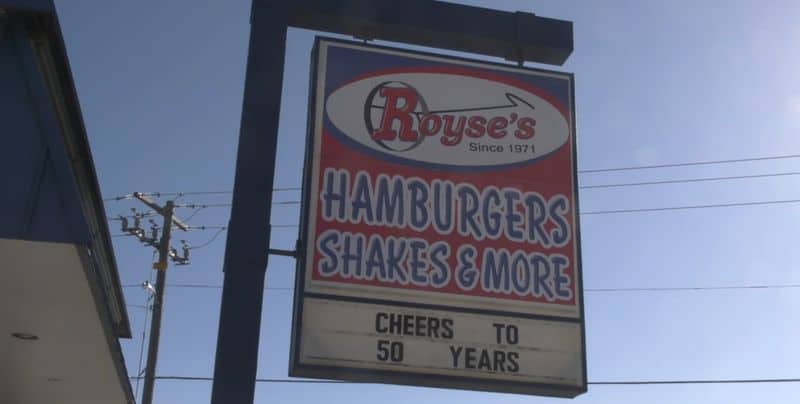 Royse's
Since 1971
HAMBURGERS
SHAKES & MORE
CHEERS TO
50 YEARS